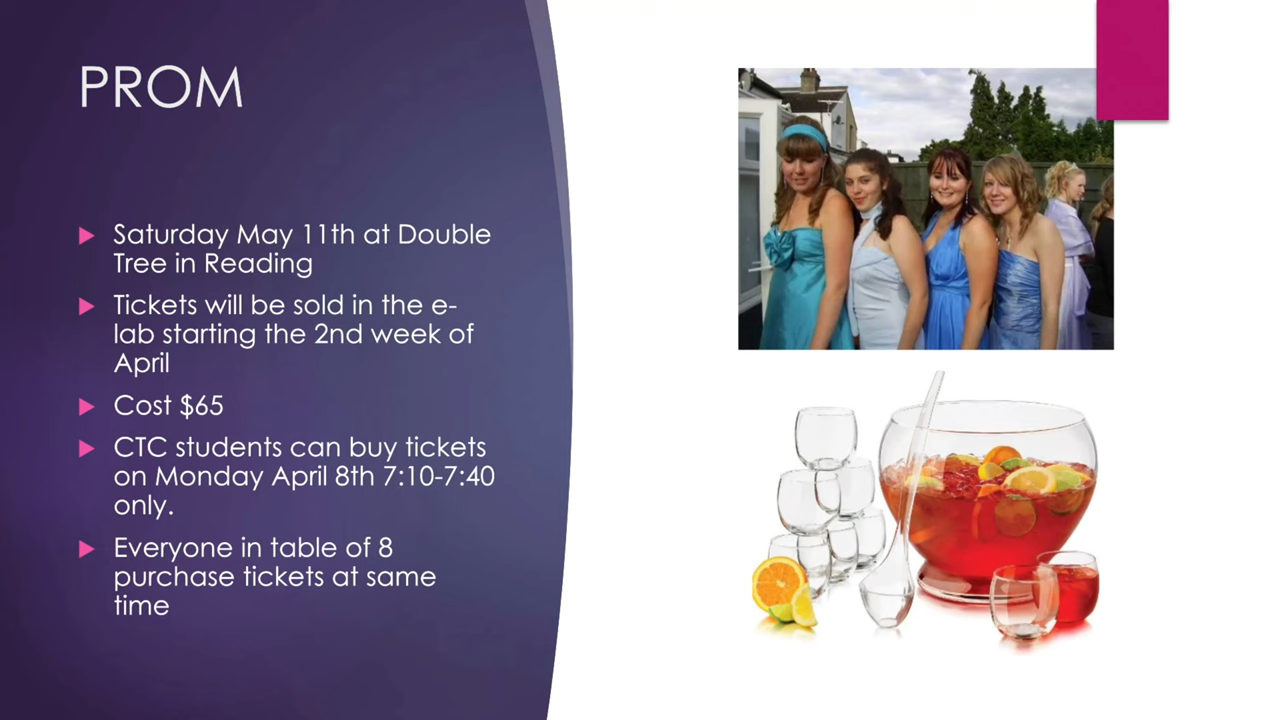 PROM
Saturday May 11th at Double
Tree in Reading
Tickets will be sold in the e-
lab starting the 2nd week of
April
Cost $65
CTC students can buy tickets
on Monday April 8th 7:10-7:40
only.
Everyone in table of 8
purchase tickets at same
time